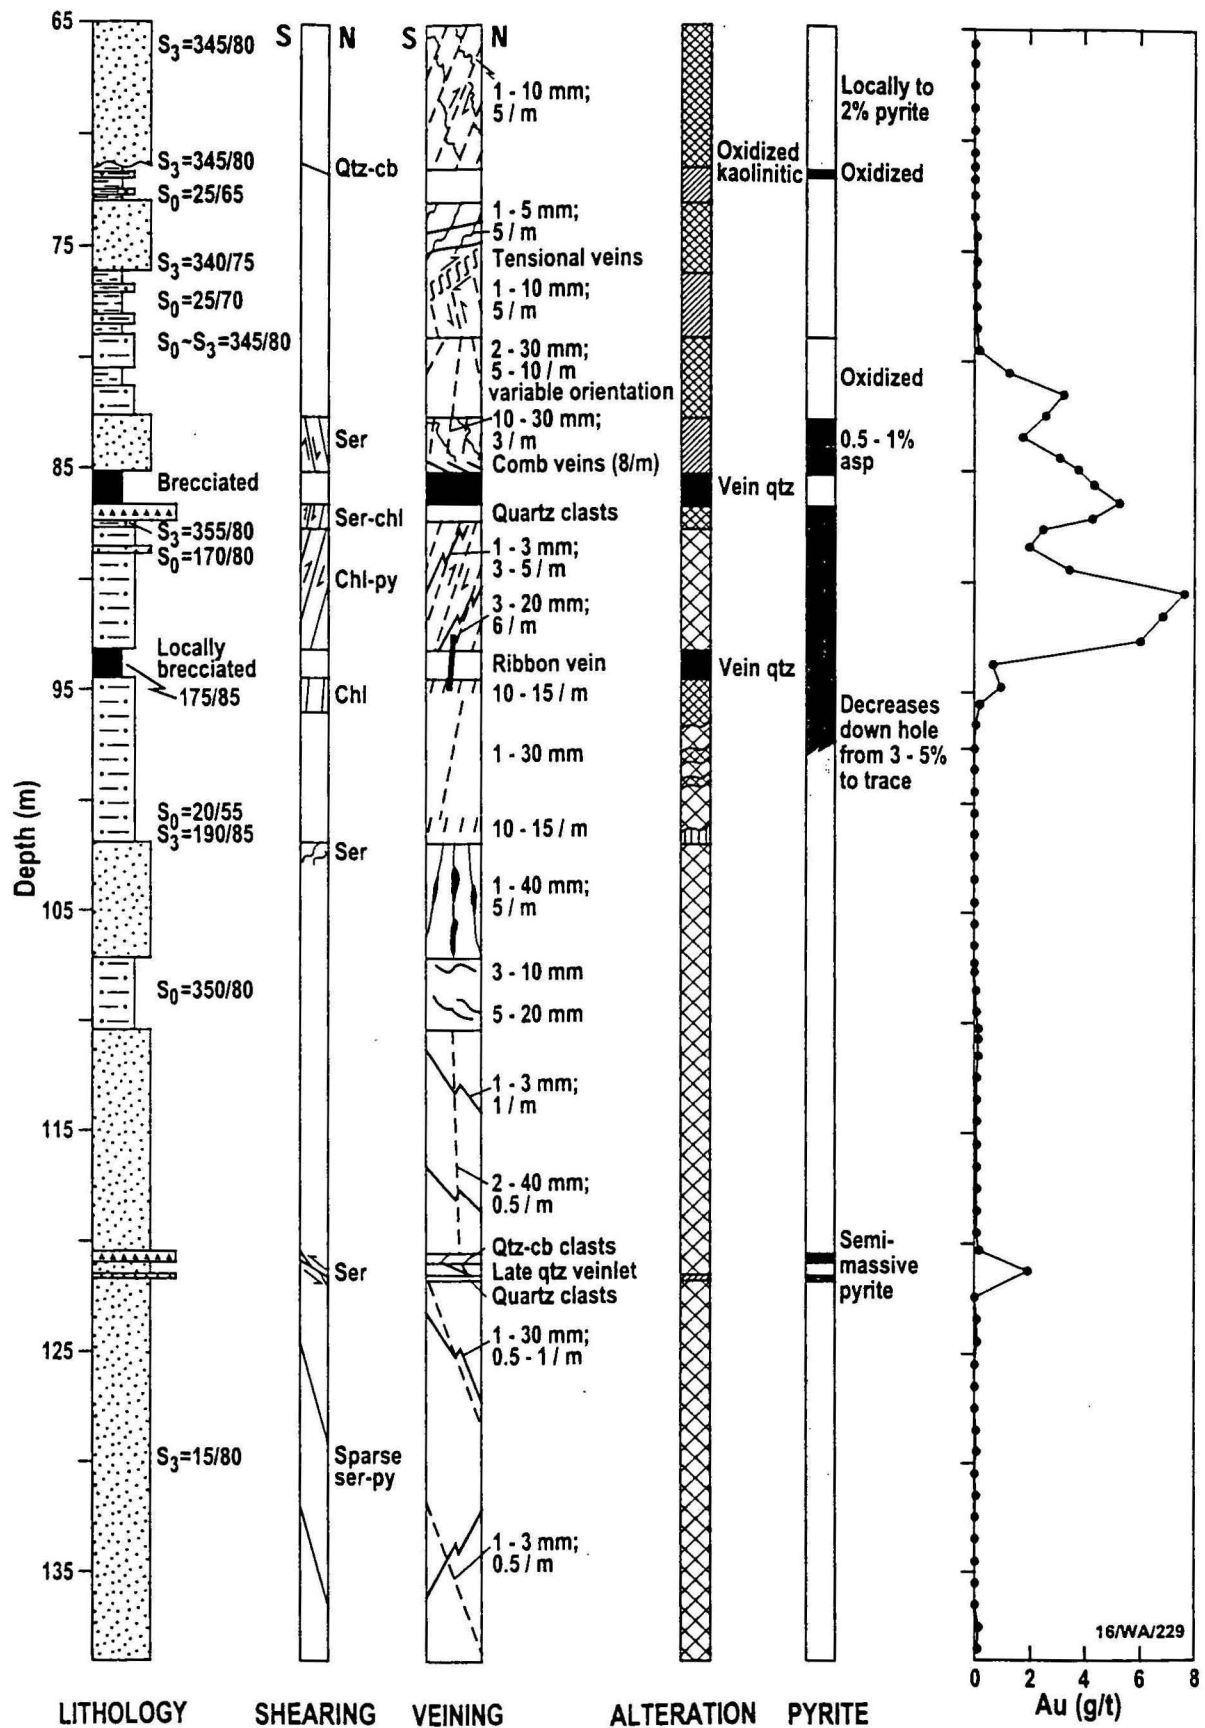 65
75
85
95
105
115
125
135
Depth (m)
S₃=345/80
S₃=345/80
S₀=25/65
S₃=340/75
S₀=25/70
S₀~S₃=345/80
Brecciated
S₃=355/80
S₀=170/80
Locally
brecciated
175/85
S₀=20/55
S₃=190/85
S₀=350/80
S₃=15/80
LITHOLOGY
S N
Qtz-cb
Ser
Ser-chl
Chl-py
Chl
Ser
Ser
Sparse
ser-py
SHEARING
S N
1 - 10 mm;
5 / m
1 - 5 mm;
5 / m
Tensional veins
1 - 10 mm;
5 / m
2 - 30 mm;
5 - 10 / m
variable orientation
10 - 30 mm;
3 / m
Comb veins (8/m)
Quartz clasts
1 - 3 mm;
3 - 5 / m
3 - 20 mm;
6 / m
Ribbon vein
10 - 15 / m
1 - 30 mm
10 - 15 / m
1 - 40 mm;
5 / m
3 - 10 mm
5 - 20 mm
1 - 3 mm;
1 / m
2 - 40 mm;
0.5 / m
Qtz-cb clasts
Late qtz veinlet
Quartz clasts
1 - 30 mm;
0.5 - 1 / m
1 - 3 mm;
0.5 / m
VEINING
Oxidized
kaolinitic
Vein qtz
Vein qtz
ALTERATION
Locally to
2% pyrite
Oxidized
Oxidized
0.5 - 1%
asp
Decreases
down hole
from 3 - 5%
to trace
Semi-
massive
pyrite
PYRITE
16/WA/229
0 2 4 6 8
Au (g/t)